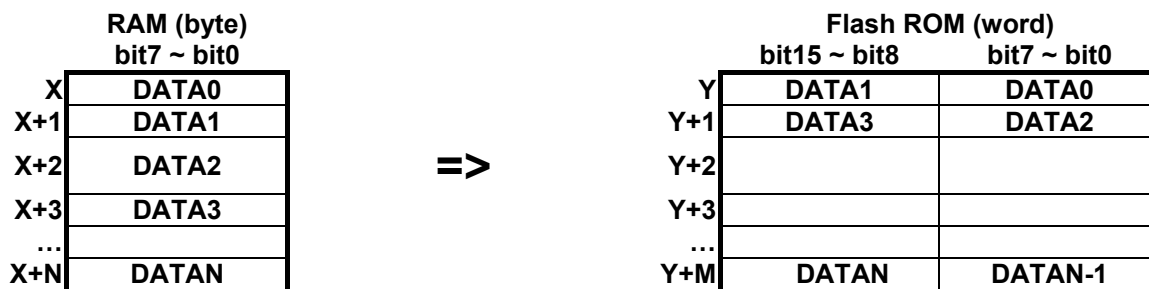 RAM (byte) Flash ROM (word)
bit7 ~ bit0 bit15 ~ bit8 bit7 ~ bit0
X DATA0 Y DATA1 DATA0
X+1 DATA1 Y+1 DATA3 DATA2
X+2 DATA2 => Y+2
X+3 DATA3 Y+3
… …
X+N DATAN Y+M DATAN DATAN-1